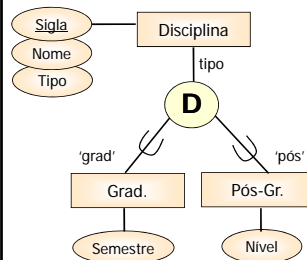 Sigla
Disciplina
Nome
Tipo
tipo
D
'grad'
'pós'
Grad.
Pós-Gr.
Semestre
Nível